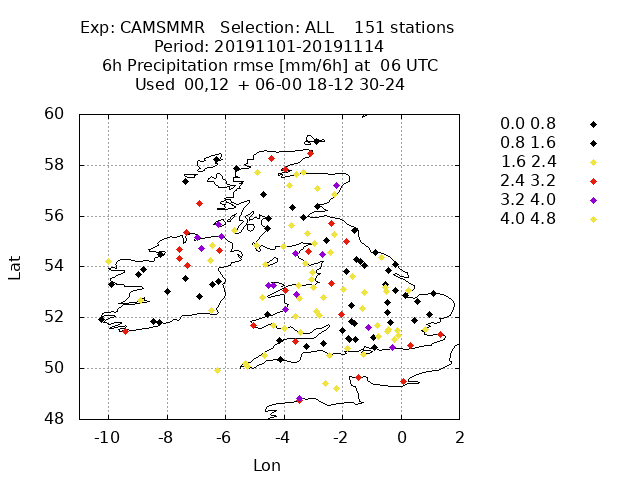 Exp: CAMSMMR   Selection: ALL    151 stations
Period: 20191101-20191114
6h Precipitation rmse [mm/6h] at  06 UTC
Used  00,12  + 06-00 18-12 30-24
0.0 0.8
0.8 1.6
1.6 2.4
2.4 3.2
3.2 4.0
4.0 4.8
60
58
56
54
52
50
48
Lat
-10 -8 -6 -4 -2 0 2
Lon